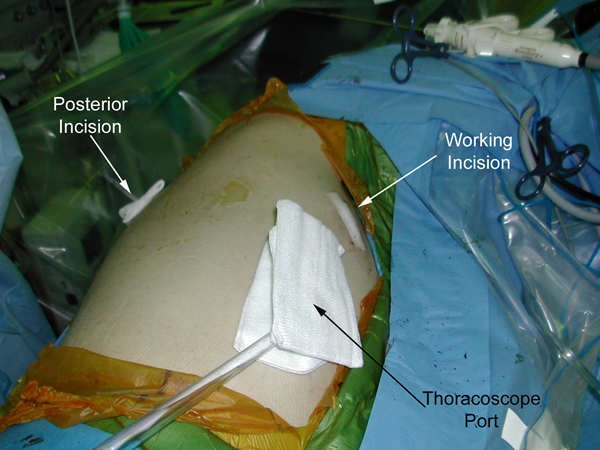 Posterior
Incision
Working
Incision
Thoracoscope
Port